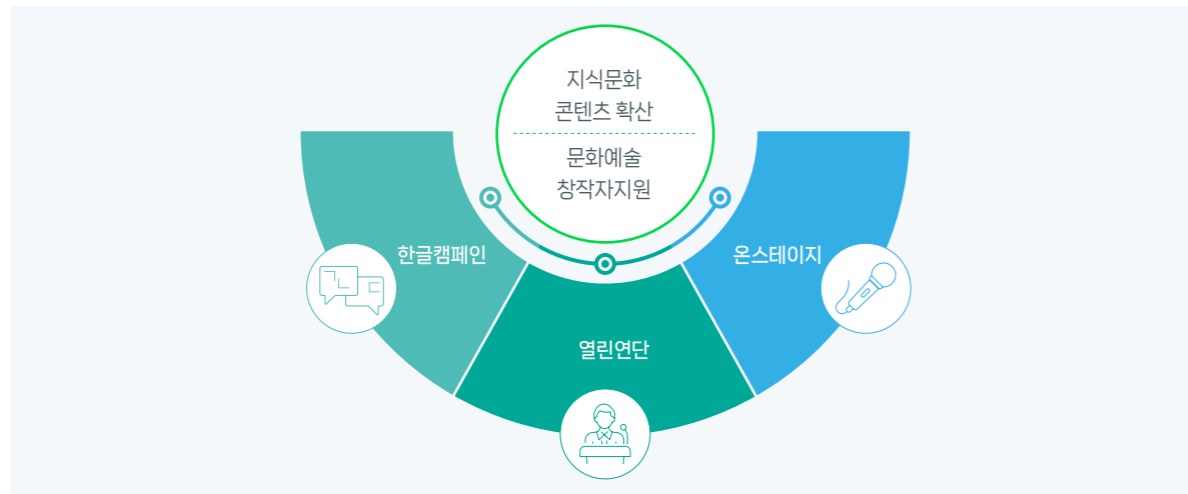 지식문화
콘텐츠 확산
문화예술
창작자지원
한글캠페인
온스테이지
열린연단